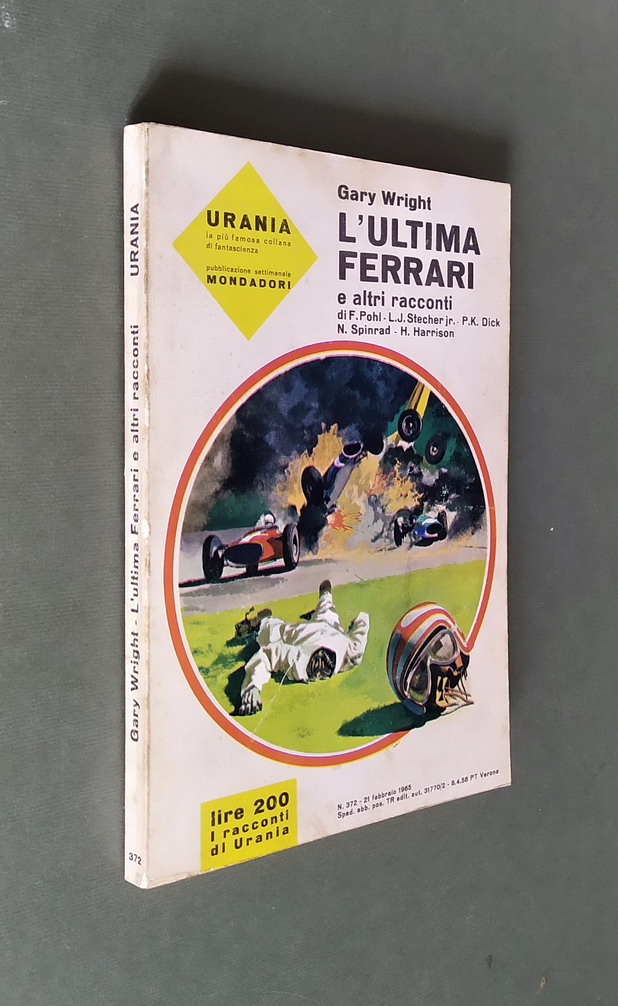 Gary Wright - L'ultima Ferrari e altri racconti URANIA
372
URANIA
la più famosa collana
di fantascienza
pubblicazione settimanale
MONDADORI
Gary Wright
L'ULTIMA
FERRARI
e altri racconti
di F. Pohl - L.J. Stecher jr. - P.K. Dick
N. Spinrad - H. Harrison
lire 200
I racconti
di Urania
N. 372 - 21 febbraio 1965
Sped. abb. pos. TR edit. aut. 31770/2 - 8.4.58 PT Verona